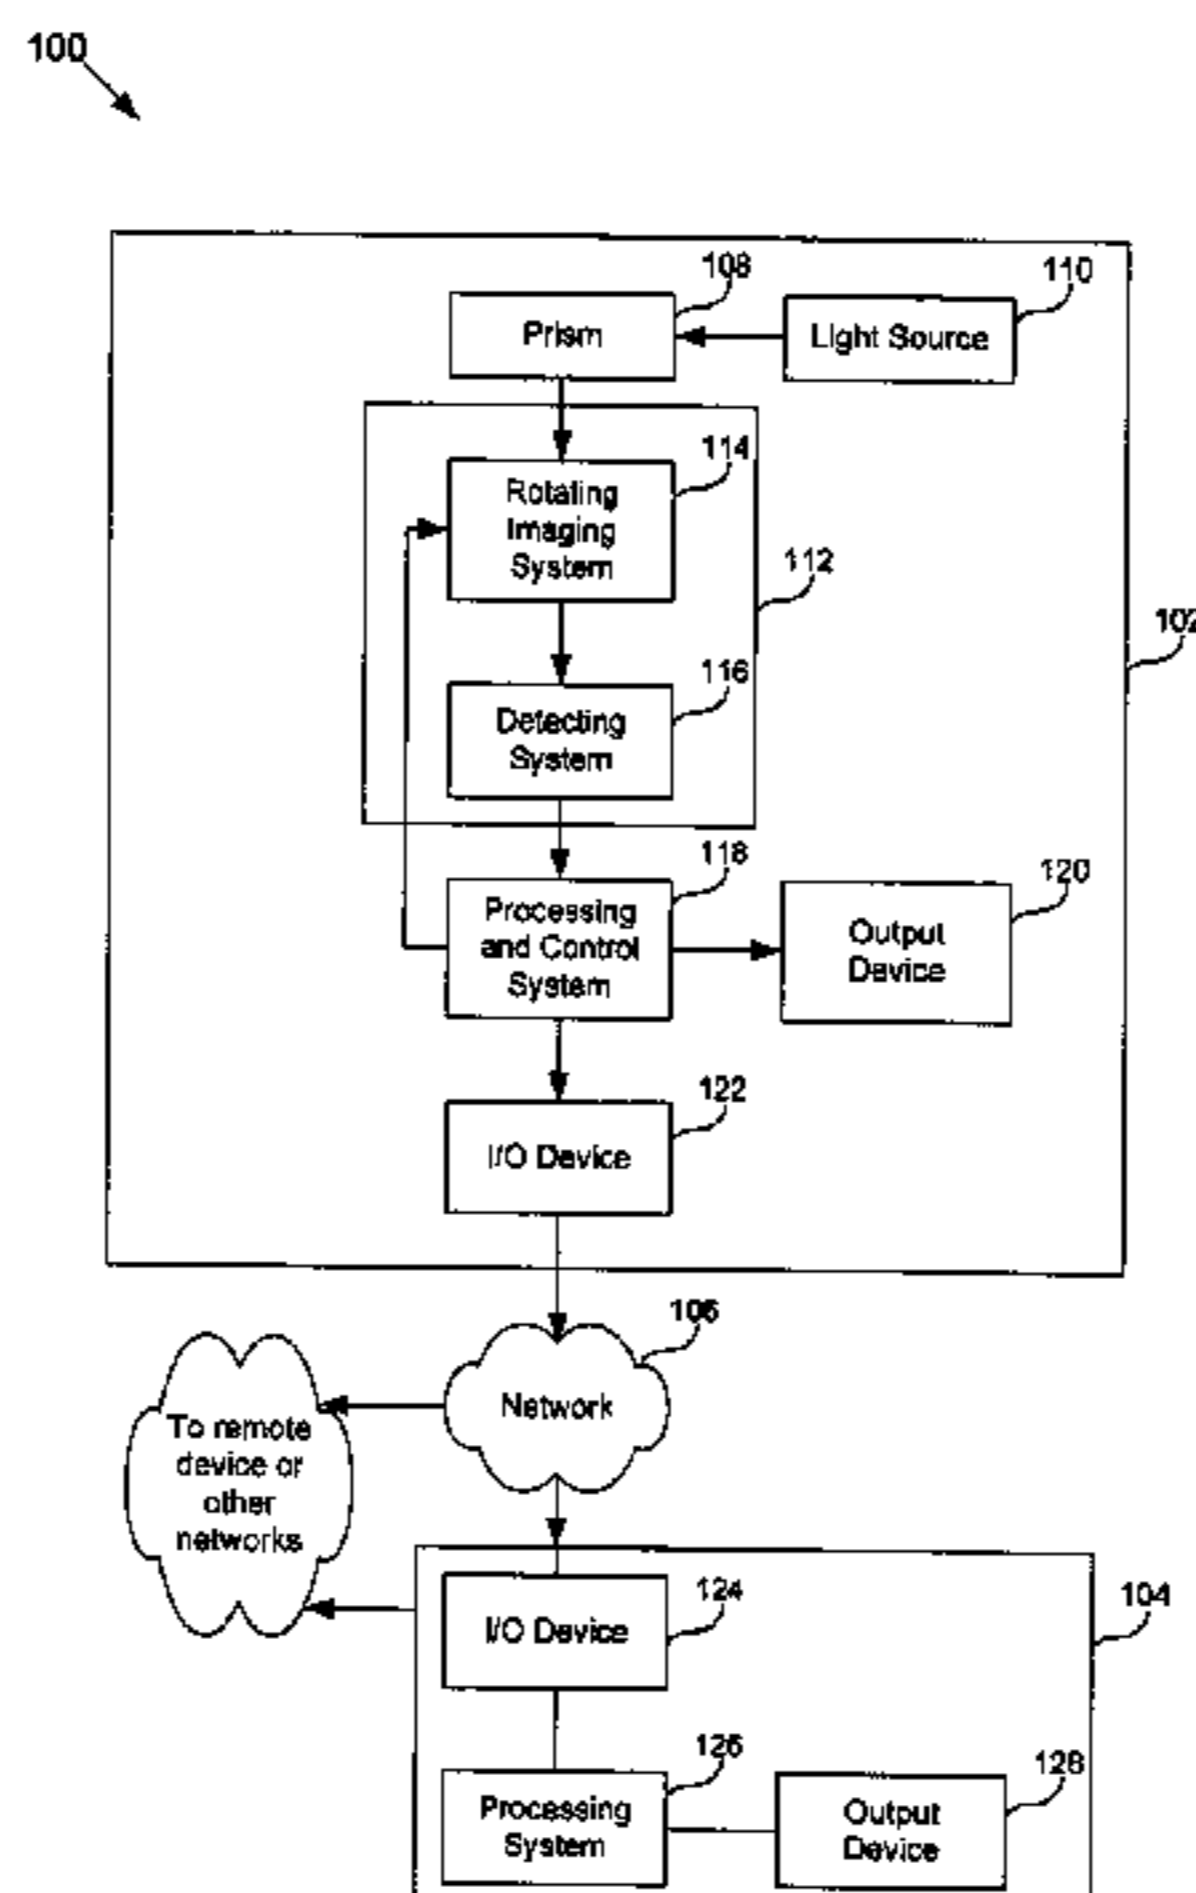 100
108
110
Prism
Light Source
114
Rotating
Imaging
System
112
102
116
Detecting
System
118
120
Processing
and Control
System
Output
Device
122
I/O Device
106
Network
To remote
device or
other
networks
124
104
I/O Device
126
128
Processing
System
Output
Device